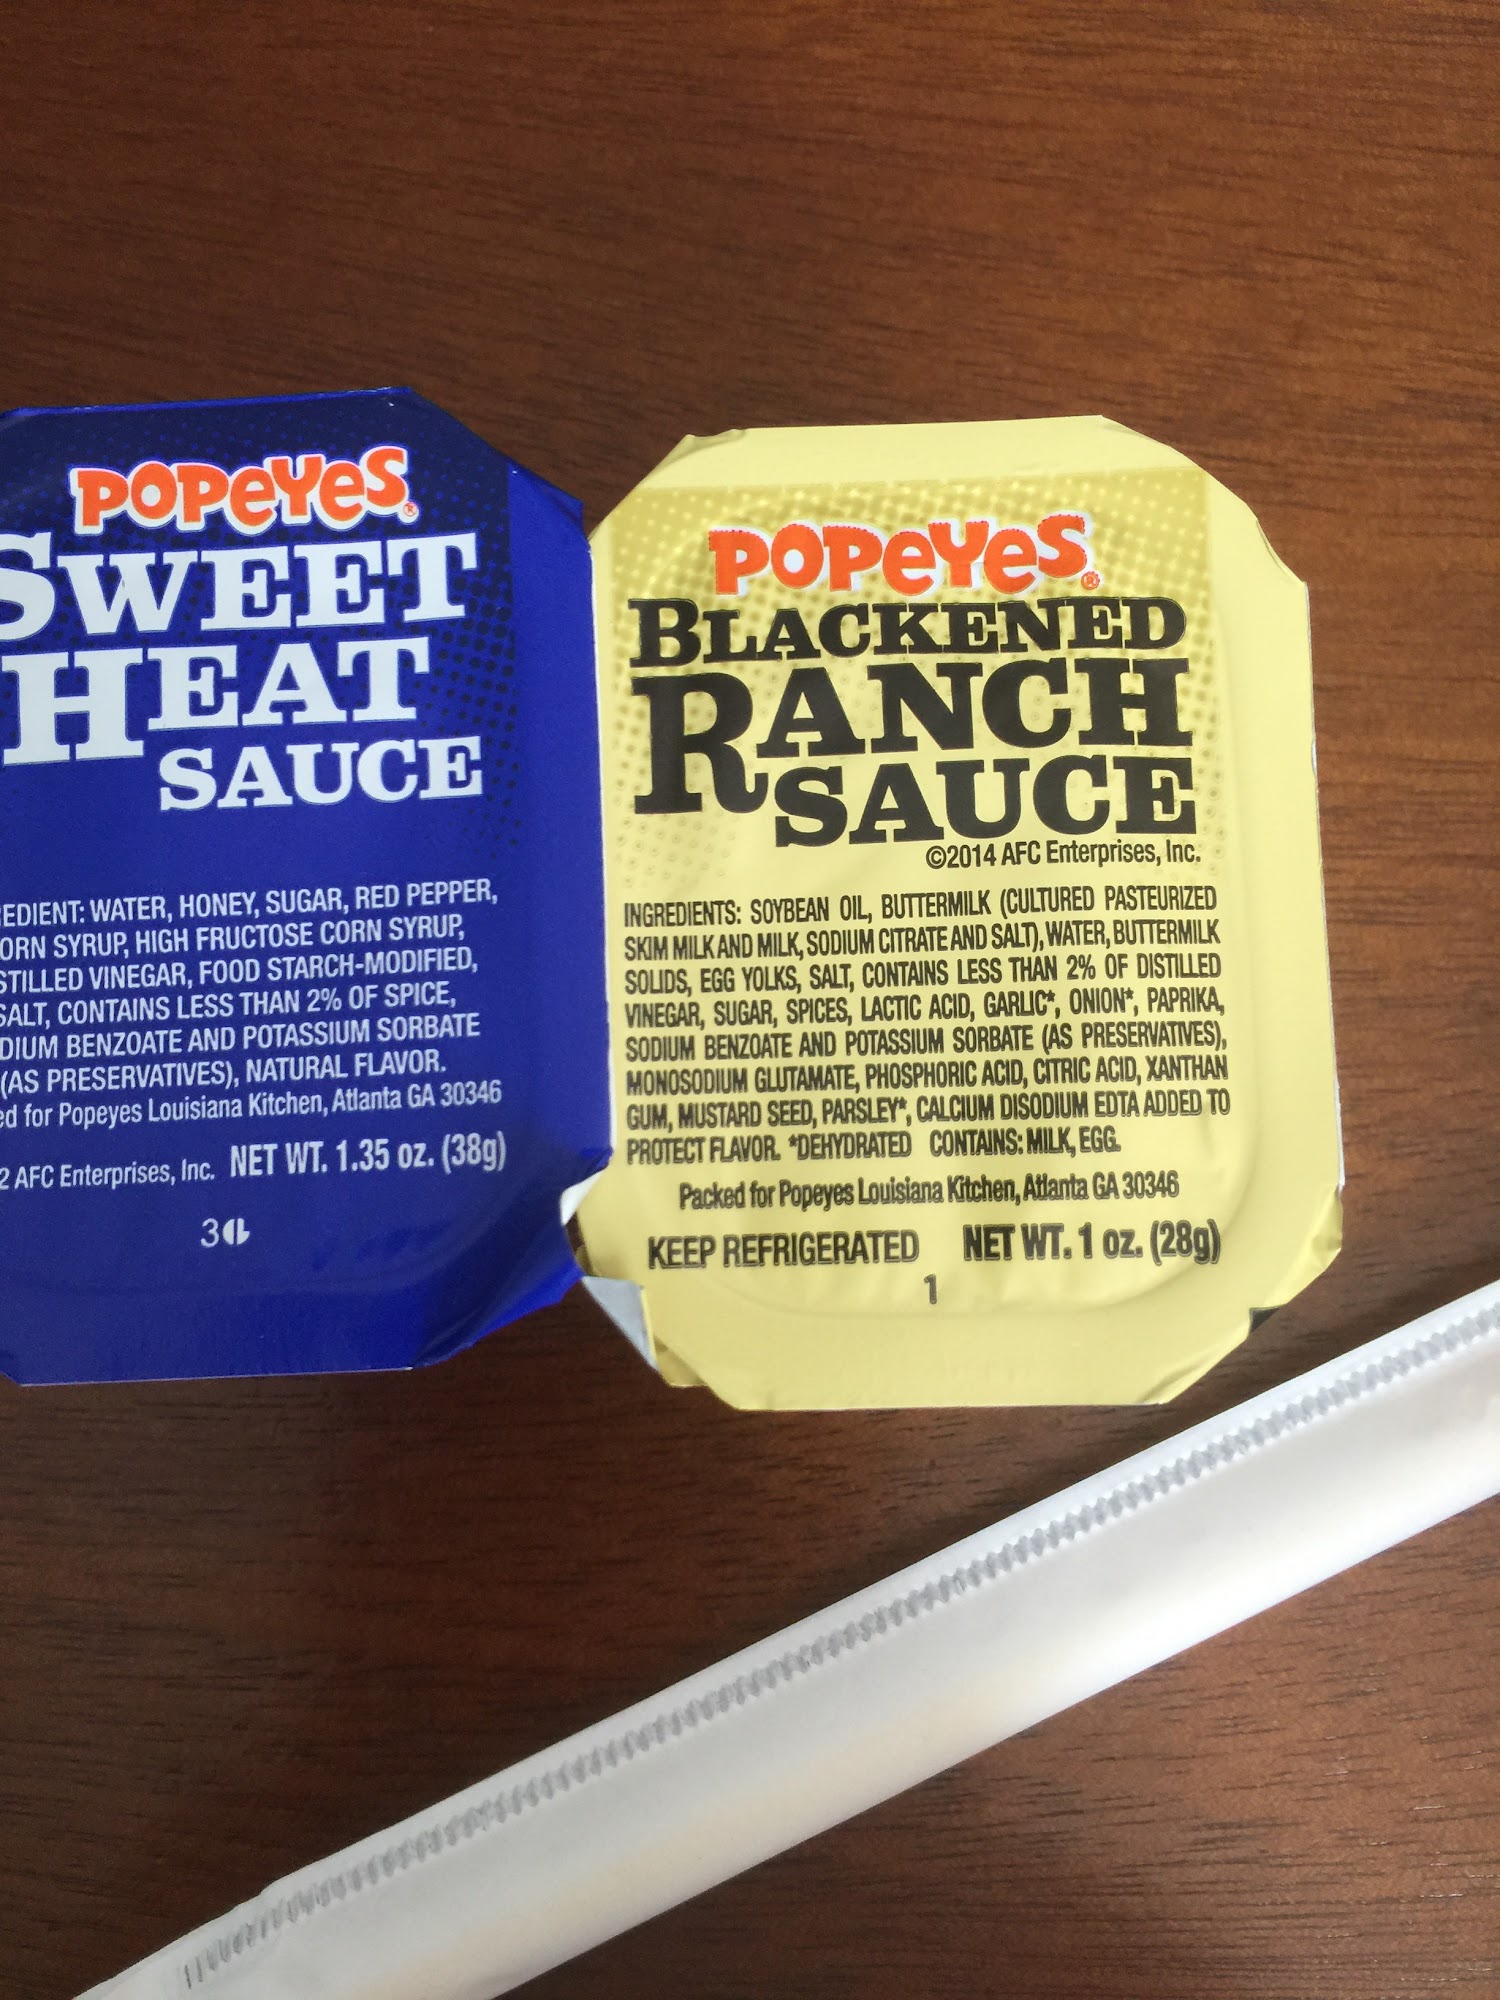 POPEYES®
SWEET
HEAT
SAUCE
EDIENT: WATER, HONEY, SUGAR, RED PEPPER,
ORN SYRUP, HIGH FRUCTOSE CORN SYRUP,
STILLED VINEGAR, FOOD STARCH-MODIFIED,
SALT, CONTAINS LESS THAN 2% OF SPICE,
DIUM BENZOATE AND POTASSIUM SORBATE
(AS PRESERVATIVES), NATURAL FLAVOR.
ed for Popeyes Louisiana Kitchen, Atlanta GA 30346
2 AFC Enterprises, Inc. NET WT. 1.35 oz. (38g)
3
POPEYES®
BLACKENED
RANCH
SAUCE
©2014 AFC Enterprises, Inc.
INGREDIENTS: SOYBEAN OIL, BUTTERMILK (CULTURED PASTEURIZED
SKIM MILK AND MILK, SODIUM CITRATE AND SALT), WATER, BUTTERMILK
SOLIDS, EGG YOLKS, SALT, CONTAINS LESS THAN 2% OF DISTILLED
VINEGAR, SUGAR, SPICES, LACTIC ACID, GARLIC*, ONION*, PAPRIKA,
SODIUM BENZOATE AND POTASSIUM SORBATE (AS PRESERVATIVES),
MONOSODIUM GLUTAMATE, PHOSPHORIC ACID, CITRIC ACID, XANTHAN
GUM, MUSTARD SEED, PARSLEY*, CALCIUM DISODIUM EDTA ADDED TO
PROTECT FLAVOR. *DEHYDRATED CONTAINS: MILK, EGG.
Packed for Popeyes Louisiana Kitchen, Atlanta GA 30346
KEEP REFRIGERATED NET WT. 1 oz. (28g)
1